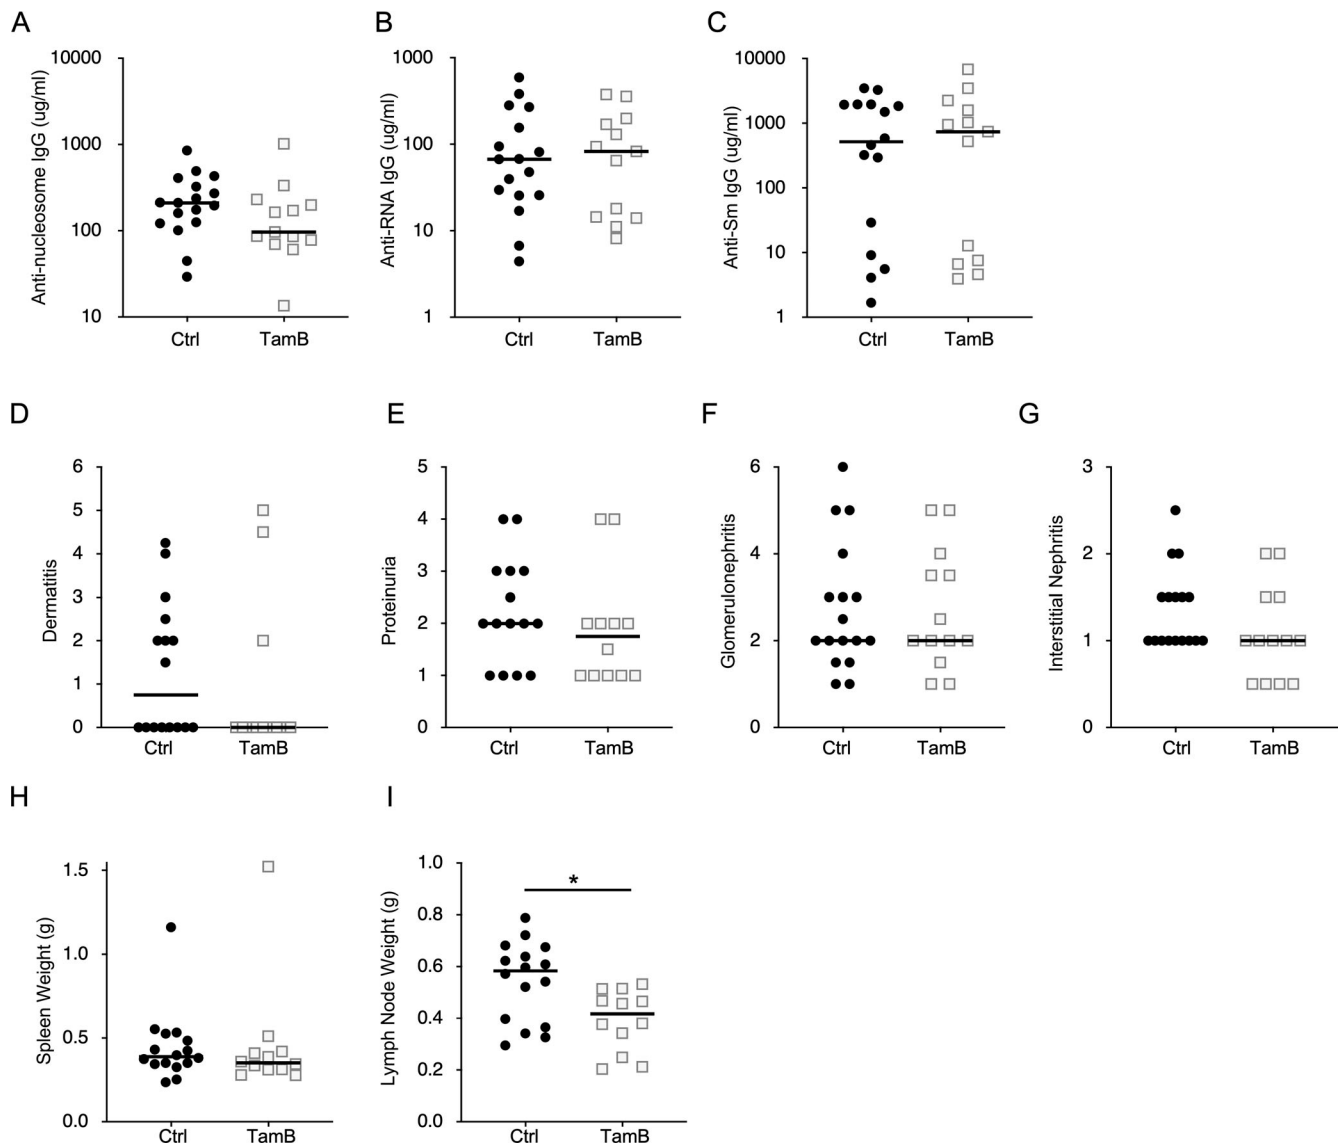 A
Anti-nucleosome IgG (ug/ml)
10000
1000
100
10
Ctrl TamB
B
Anti-RNA IgG (ug/ml)
1000
100
10
1
Ctrl TamB
C
Anti-Sm IgG (ug/ml)
10000
1000
100
10
1
Ctrl TamB
D
Dermatitis
6
5
4
3
2
1
0
Ctrl TamB
E
Proteinuria
5
4
3
2
1
0
Ctrl TamB
F
Glomerulonephritis
6
4
2
0
Ctrl TamB
G
Interstitial Nephritis
3
2
1
0
Ctrl TamB
H
Spleen Weight (g)
1.5
1.0
0.5
0.0
Ctrl TamB
I
Lymph Node Weight (g)
1.0
0.8
0.6
0.4
0.2
0.0
*
Ctrl TamB